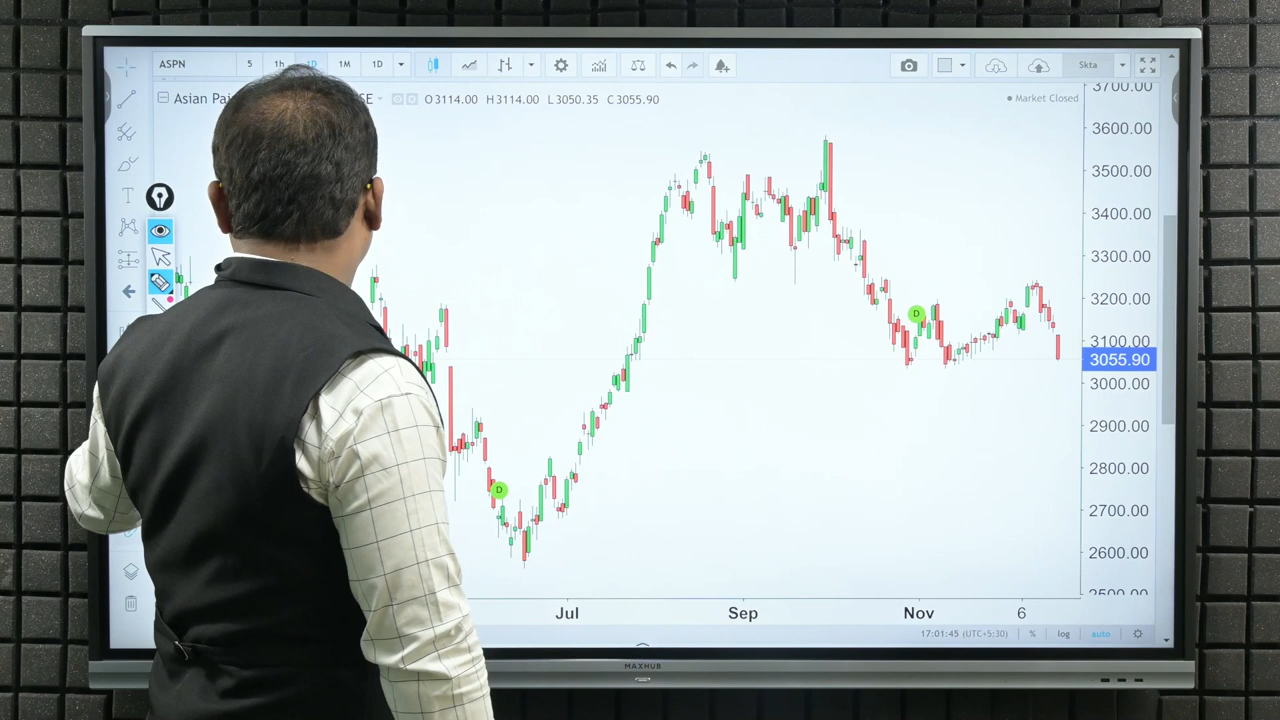 ASPN 5 1h 1D 1M 1D Skta
Asian Pai SE O3114.00 H3114.00 L3050.35 C3055.90 Market Closed
3700.00
3600.00
3500.00
3400.00
3300.00
3200.00
3100.00
3055.90
3000.00
2900.00
2800.00
2700.00
2600.00
2500.00
T
D
D
Jul Sep Nov 6
17:01:45 (UTC+5:30) % log auto
MAXHUB